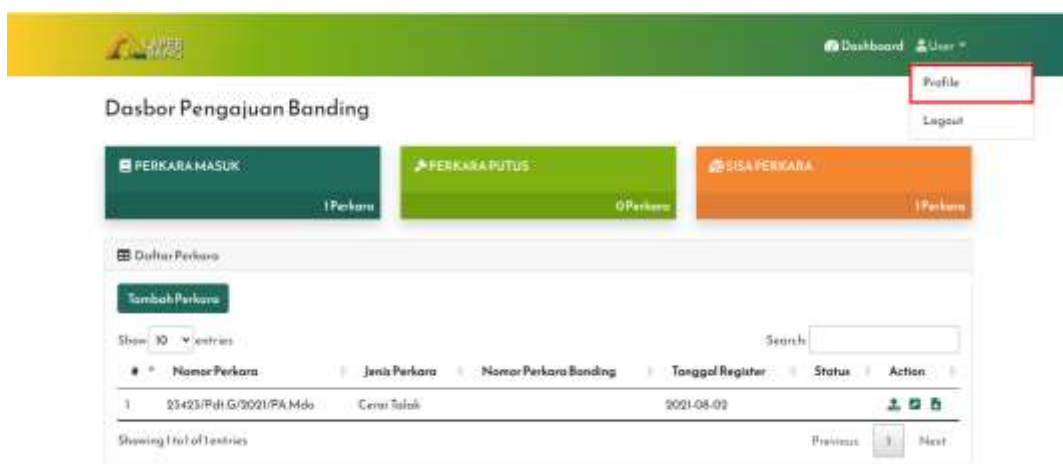 Dashboard User
Profile
Logout
Dasbor Pengajuan Banding
PERKARA MASUK
1 Perkara
PERKARA PUTUS
0 Perkara
SISA PERKARA
1 Perkara
Daftar Perkara
Tambah Perkara
Show 10 entries
Search:
# Nomor Perkara Jenis Perkara Nomor Perkara Banding Tanggal Register Status Action
1 23423/Pdt.G/2021/PA.Mdo Cerai Talak 2021-08-02
Showing 1 to 1 of 1 entries
Previous 1 Next